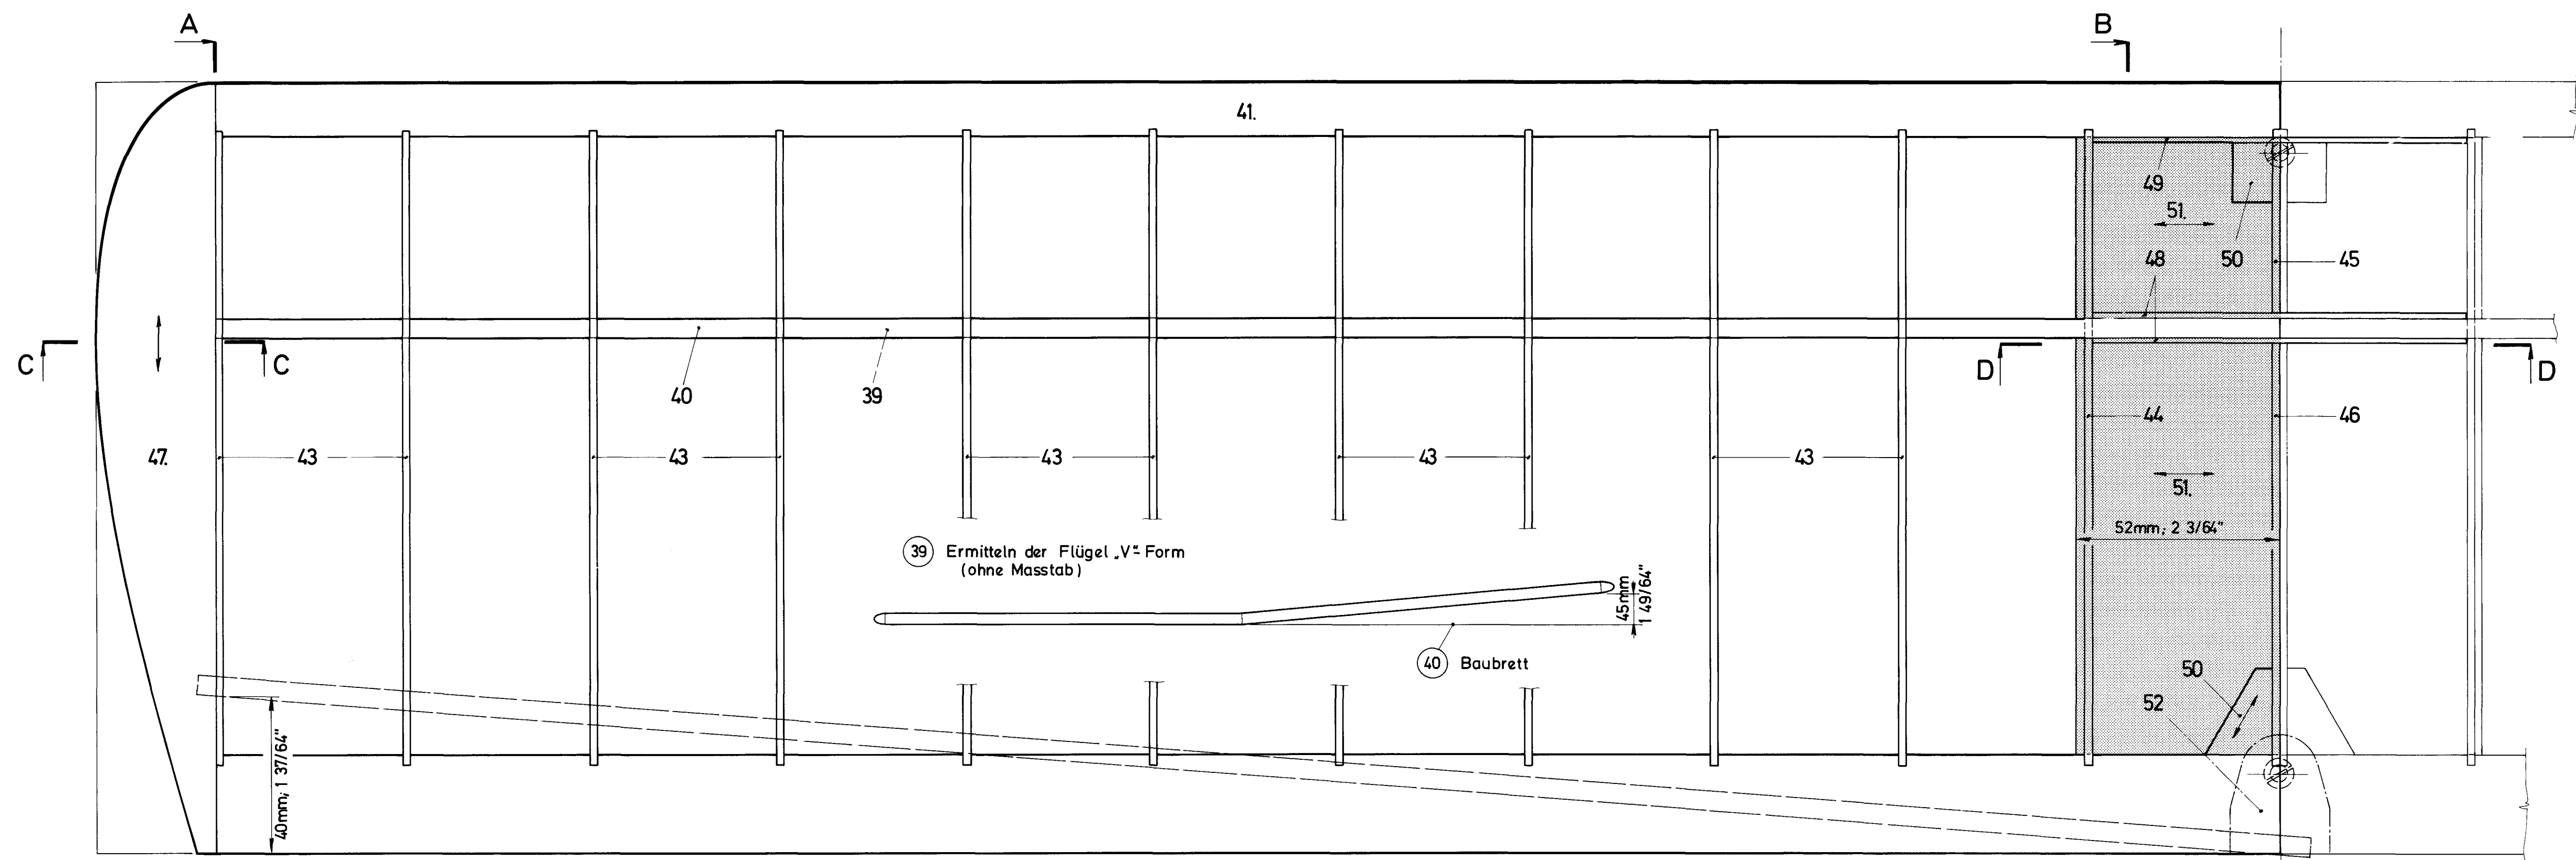 A
B
41.
49
51.
48
50
45
C
C
40
39
D
D
44
46
47.
43
43
43
43
43
51.
52mm; 2 3/64"
39 Ermitteln der Flügel „V"-Form
(ohne Masstab)
45mm
1 49/64"
40 Baubrett
50
52
40mm; 1 37/64"